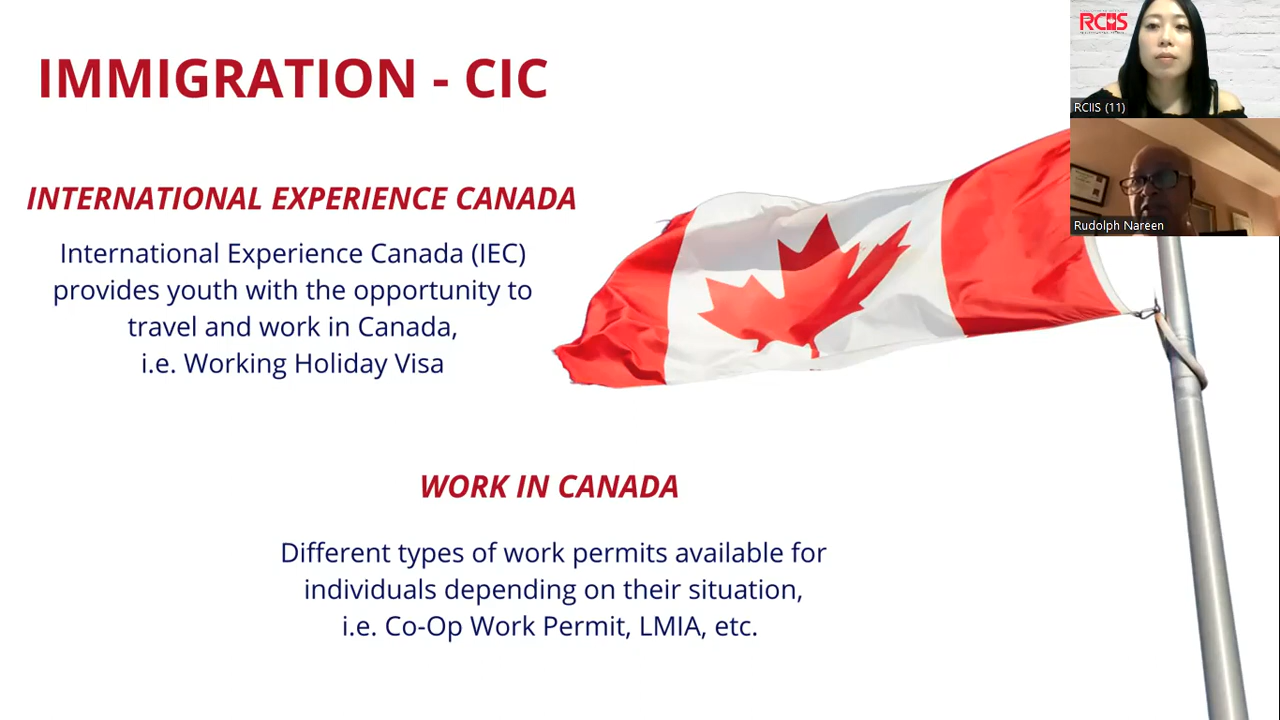 IMMIGRATION - CIC
INTERNATIONAL EXPERIENCE CANADA
International Experience Canada (IEC)
provides youth with the opportunity to
travel and work in Canada,
i.e. Working Holiday Visa
WORK IN CANADA
Different types of work permits available for
individuals depending on their situation,
i.e. Co-Op Work Permit, LMIA, etc.
RCIIS
RCIIS (11)
Rudolph Nareen